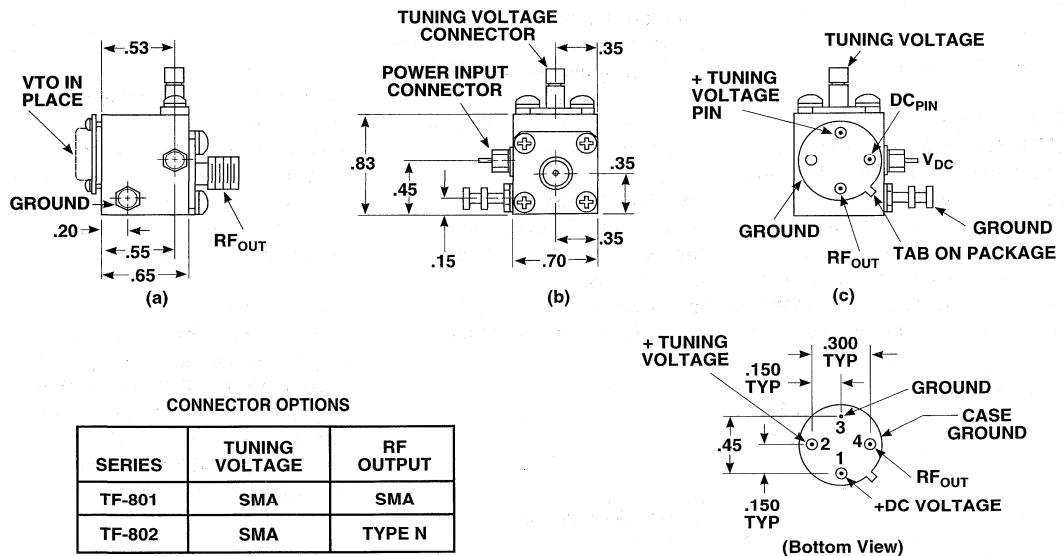 .53
VTO IN
PLACE
GROUND
.20
.55
.65
RFOUT
(a)
TUNING VOLTAGE
CONNECTOR
POWER INPUT
CONNECTOR
.35
.83
.45
.35
.15
.70
.35
(b)
TUNING VOLTAGE
+ TUNING
VOLTAGE
PIN
DCPIN
VDC
GROUND
GROUND
RFOUT
TAB ON PACKAGE
(c)
CONNECTOR OPTIONS
SERIES TUNING VOLTAGE RF OUTPUT
TF-801 SMA SMA
TF-802 SMA TYPE N
+ TUNING
VOLTAGE
.300
TYP
.150
TYP
GROUND
CASE
GROUND
3
.45
2
4
1
RFOUT
+DC VOLTAGE
.150
TYP
(Bottom View)